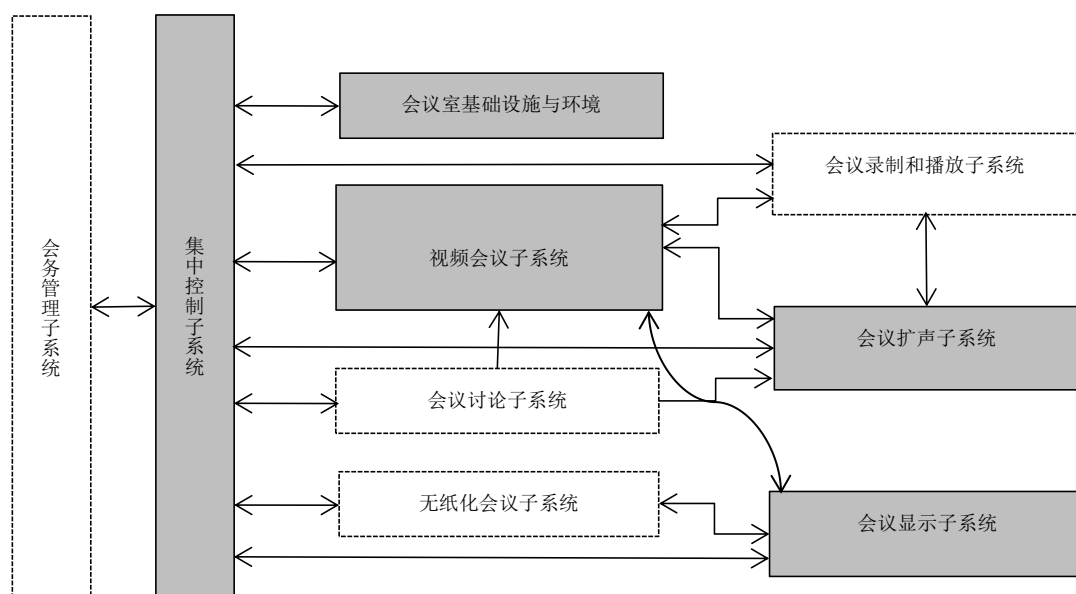 会务管理子系统
集中控制子系统
会议室基础设施与环境
会议录制和播放子系统
视频会议子系统
会议扩声子系统
会议讨论子系统
无纸化会议子系统
会议显示子系统